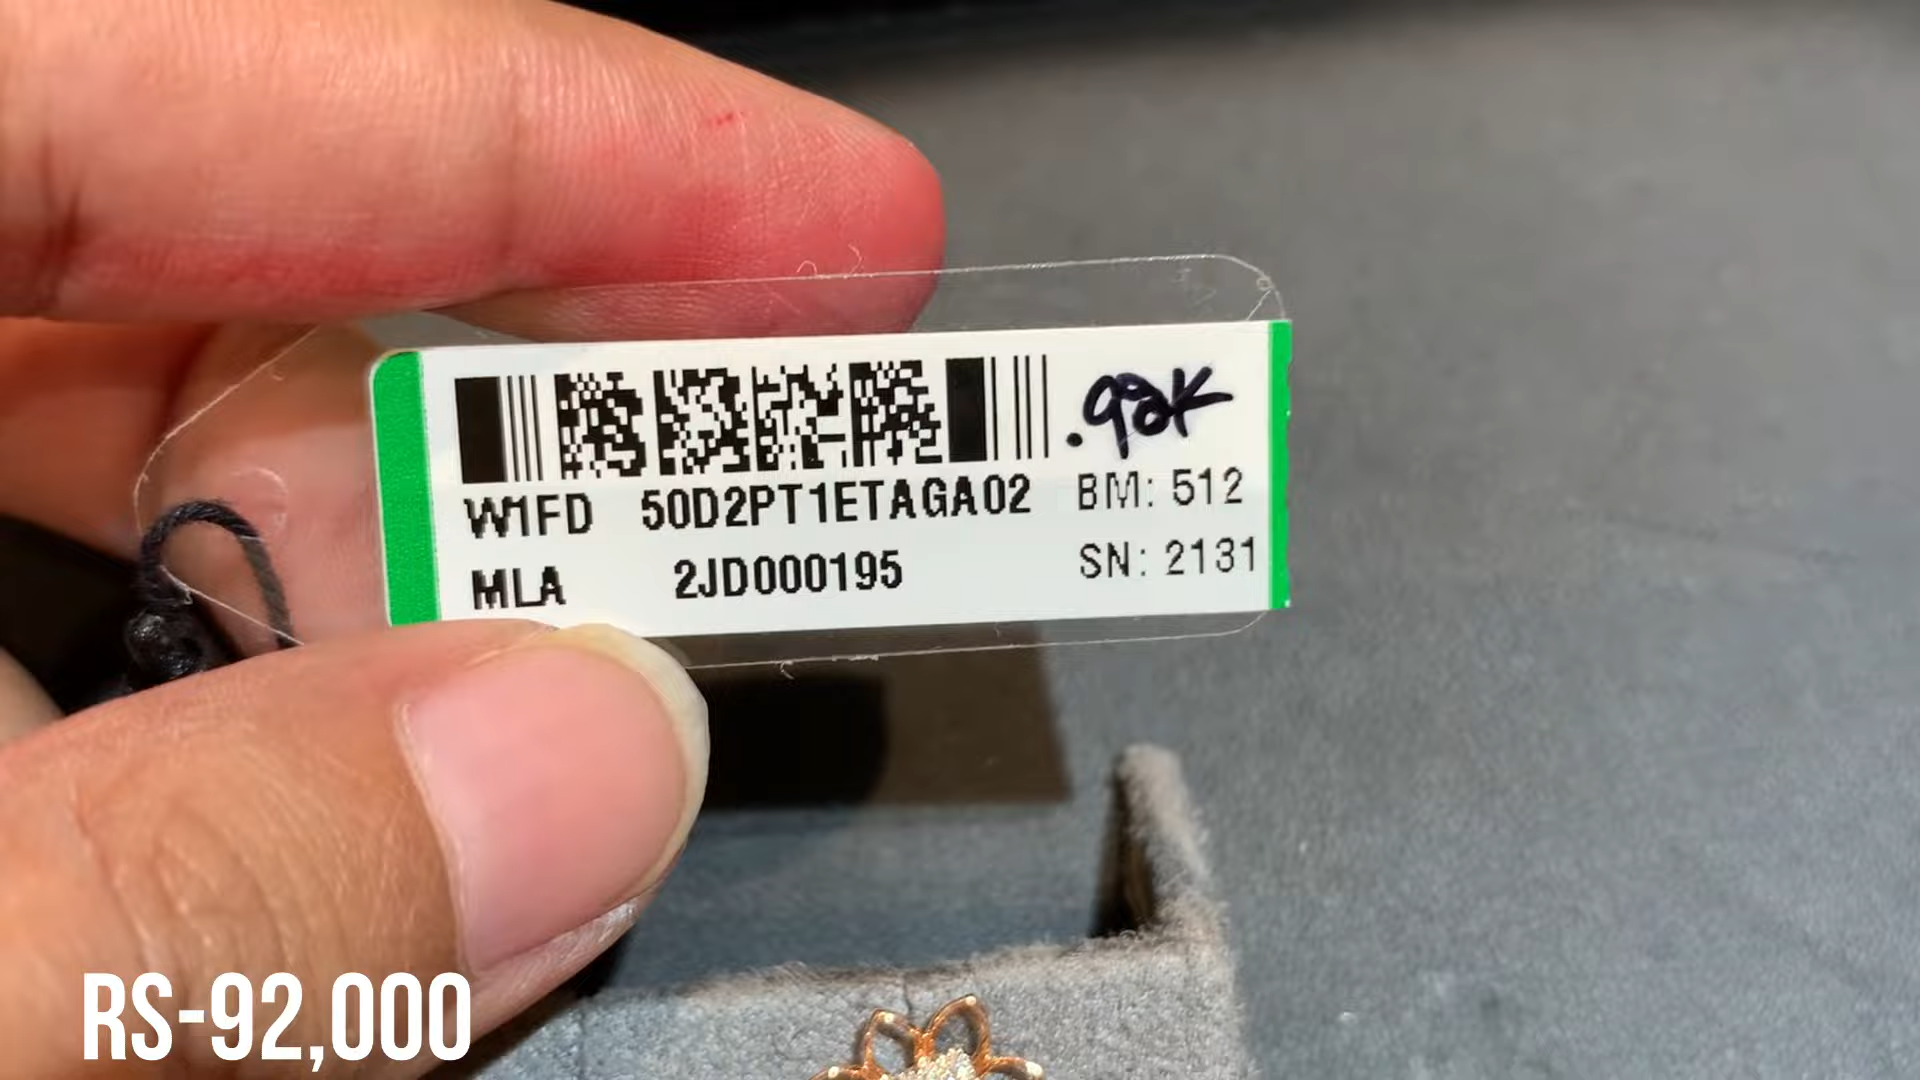 .92K
W1FD 50D2PT1ETAGA02 BM: 512
MLA 2JD000195 SN: 2131
RS-92,000